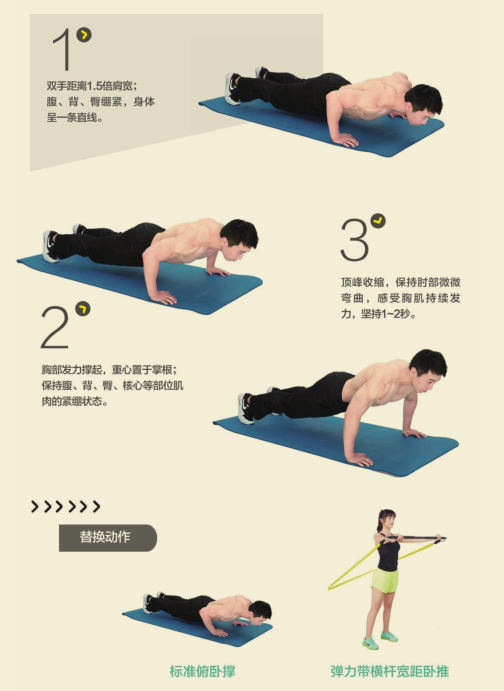 1
双手距离1.5倍肩宽；
腹、背、臀绷紧，身体
呈一条直线。
2
胸部发力撑起，重心置于掌根；
保持腹、背、臀、核心等部位肌
肉的紧绷状态。
3
顶峰收缩，保持肘部微微
弯曲，感受胸肌持续发
力，坚持1~2秒。
替换动作
标准俯卧撑
弹力带横杆宽距卧推